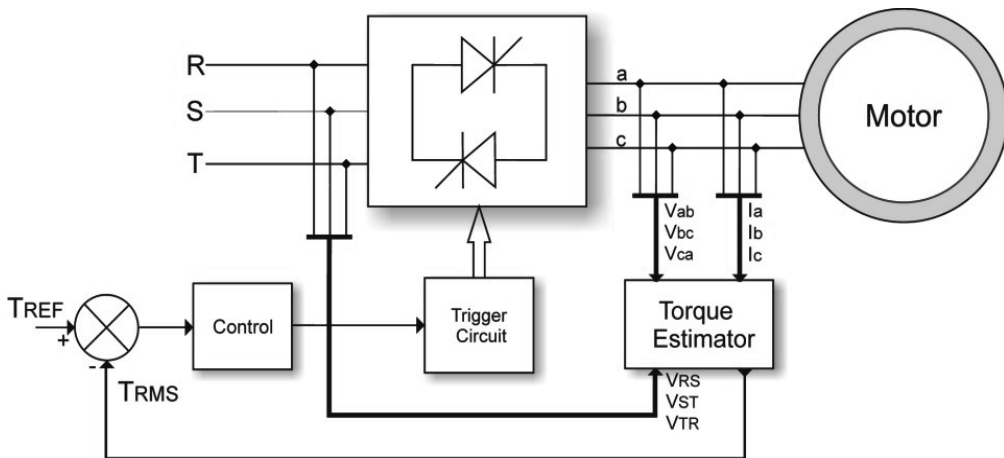 R
S
T
a
b
c
Motor
Vab
Vbc
Vca
Ia
Ib
Ic
TREF
+
-
TRMS
Control
Trigger
Circuit
Torque
Estimator
VRS
VST
VTR